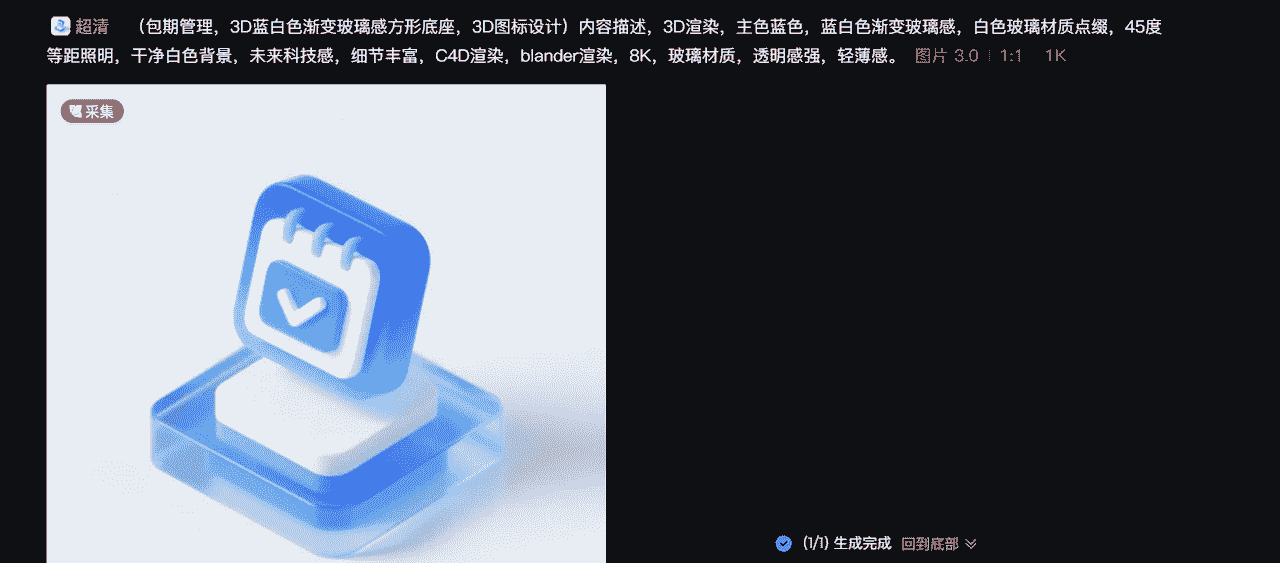 超清 （包期管理，3D蓝白色渐变玻璃感方形底座，3D图标设计）内容描述，3D渲染，主色蓝色，蓝白色渐变玻璃感，白色玻璃材质点缀，45度
等距照明，干净白色背景，未来科技感，细节丰富，C4D渲染，blander渲染，8K，玻璃材质，透明感强，轻薄感。 图片 3.0 | 1:1 1K
采集
(1/1) 生成完成 回到底部